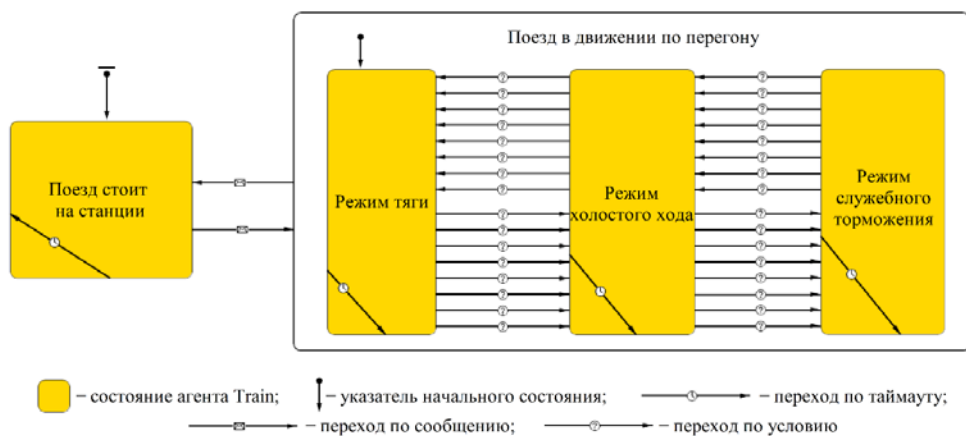 Поезд в движении по перегону
Поезд стоит
на станции
Режим тяги
Режим
холостого хода
Режим
служебного
торможения
– состояние агента Train;
– указатель начального состояния;
– переход по таймауту;
– переход по сообщению;
– переход по условию